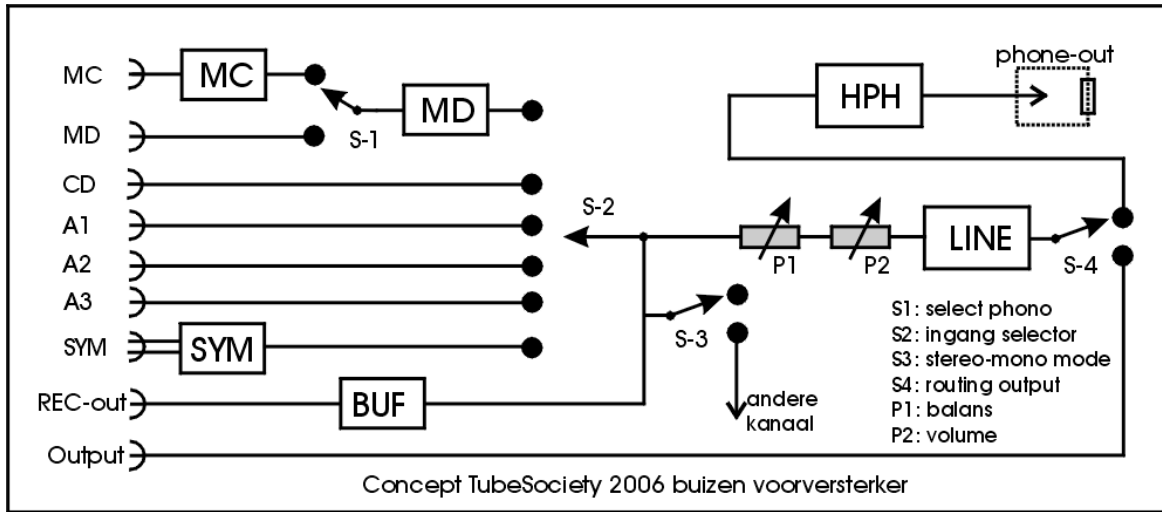 MC
MC
MD
S-1
MD
CD
A1
A2
A3
SYM
SYM
REC-out
BUF
Output
S-2
S-3
andere
kanaal
P1
P2
LINE
S-4
HPH
phone-out
S1: select phono
S2: ingang selector
S3: stereo-mono mode
S4: routing output
P1: balans
P2: volume
Concept TubeSociety 2006 buizen voorversterker